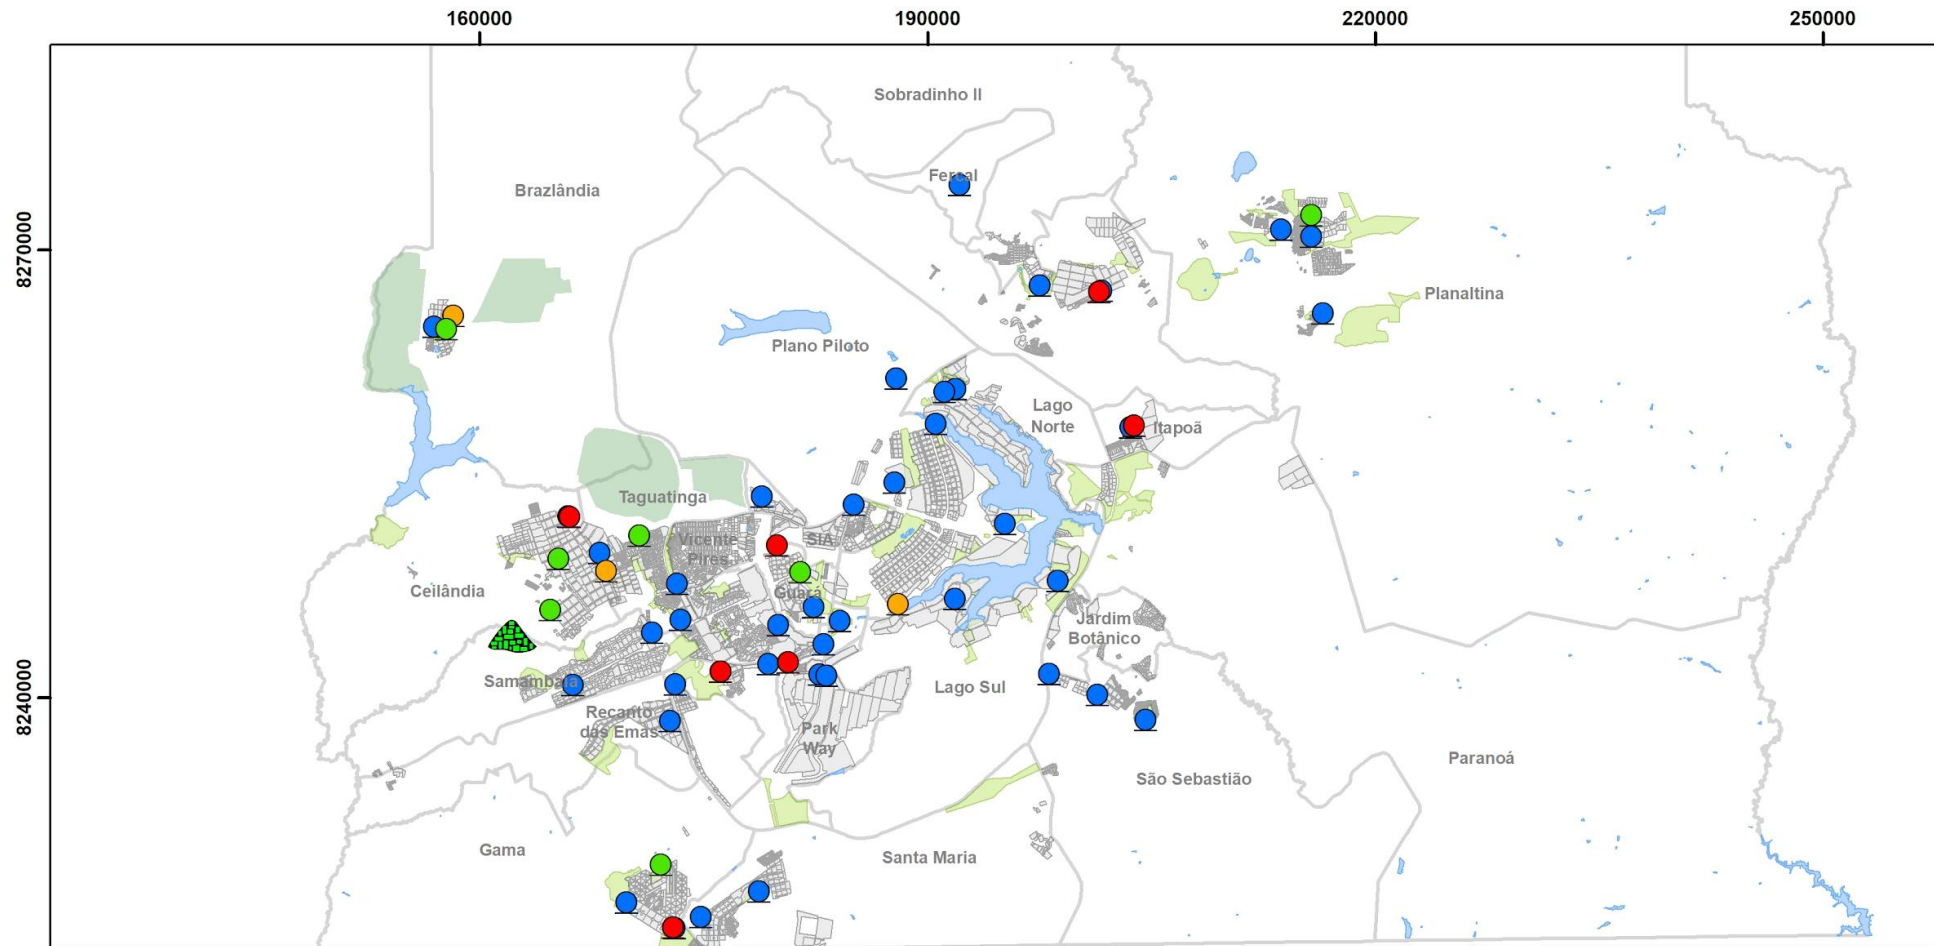 160000
190000
220000
250000
Sobradinho II
Fercal
Brazlândia
8270000
Planaltina
Plano Piloto
Lago
Norte
Itapoã
Taguatinga
Vicente
Pires
SIA
Ceilândia
Guará
Jardim
Botânico
Samambaia
Lago Sul
8240000
Recanto
das Emas
Park
Way
Paranoá
São Sebastião
Gama
Santa Maria